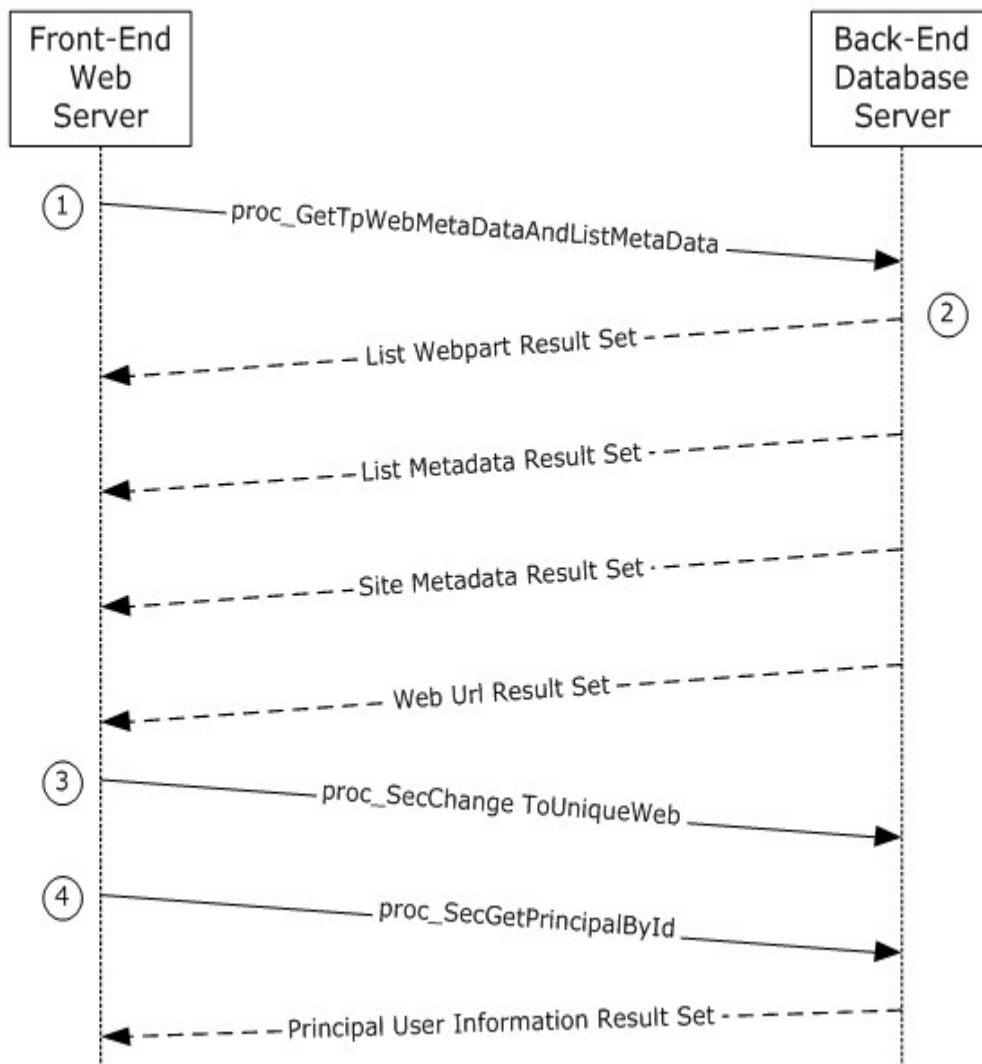 Front-End
Web
Server
Back-End
Database
Server
1
proc_GetTpWebMetaDataAndListMetaData
2
List Webpart Result Set
List Metadata Result Set
Site Metadata Result Set
Web Url Result Set
3
proc_SecChange ToUniqueWeb
4
proc_SecGetPrincipalById
Principal User Information Result Set